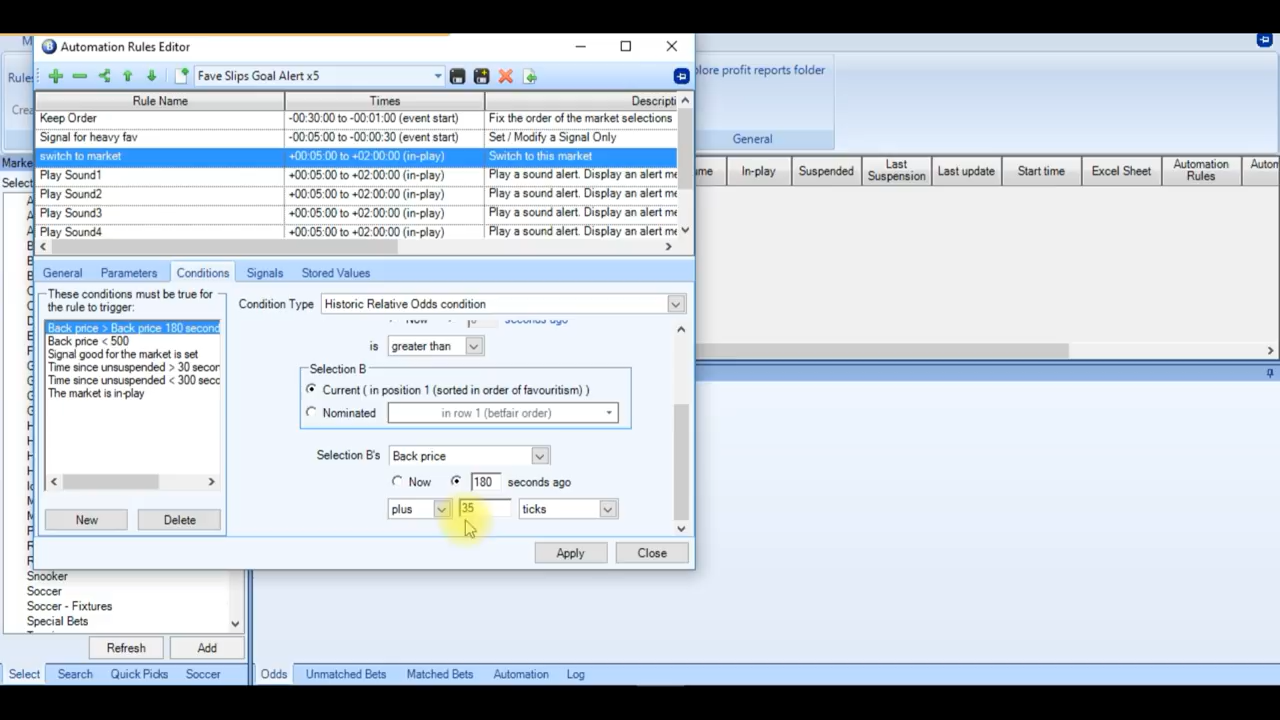 Automation Rules Editor
Fave Slips Goal Alert x5
Rule Name Times Descripti
Keep Order -00:30:00 to -00:01:00 (event start) Fix the order of the market selections
Signal for heavy fav -00:05:00 to -00:00:30 (event start) Set / Modify a Signal Only
switch to market +00:05:00 to +02:00:00 (in-play) Switch to this market
Play Sound1 +00:05:00 to +02:00:00 (in-play) Play a sound alert. Display an alert me
Play Sound2 +00:05:00 to +02:00:00 (in-play) Play a sound alert. Display an alert me
Play Sound3 +00:05:00 to +02:00:00 (in-play) Play a sound alert. Display an alert me
Play Sound4 +00:05:00 to +02:00:00 (in-play) Play a sound alert. Display an alert me
General Parameters Conditions Signals Stored Values
These conditions must be true for
the rule to trigger:
Back price > Back price 180 second
Back price < 500
Signal good for the market is set
Time since unsuspended > 30 secon
Time since unsuspended < 300 secc
The market is in-play
New Delete
Condition Type Historic Relative Odds condition
Now seconds ago
is greater than
Selection B
Current ( in position 1 (sorted in order of favouritism) )
Nominated in row 1 (betfair order)
Selection B's Back price
Now 180 seconds ago
plus 35 ticks
Apply Close
Rules
Crea
Marke
Select
lore profit reports folder
General
me In-play Suspended Last Suspension Last update Start time Excel Sheet Automation Rules Autom
Snooker
Soccer
Soccer - Fixtures
Special Bets
Refresh Add
Select Search Quick Picks Soccer Odds Unmatched Bets Matched Bets Automation Log